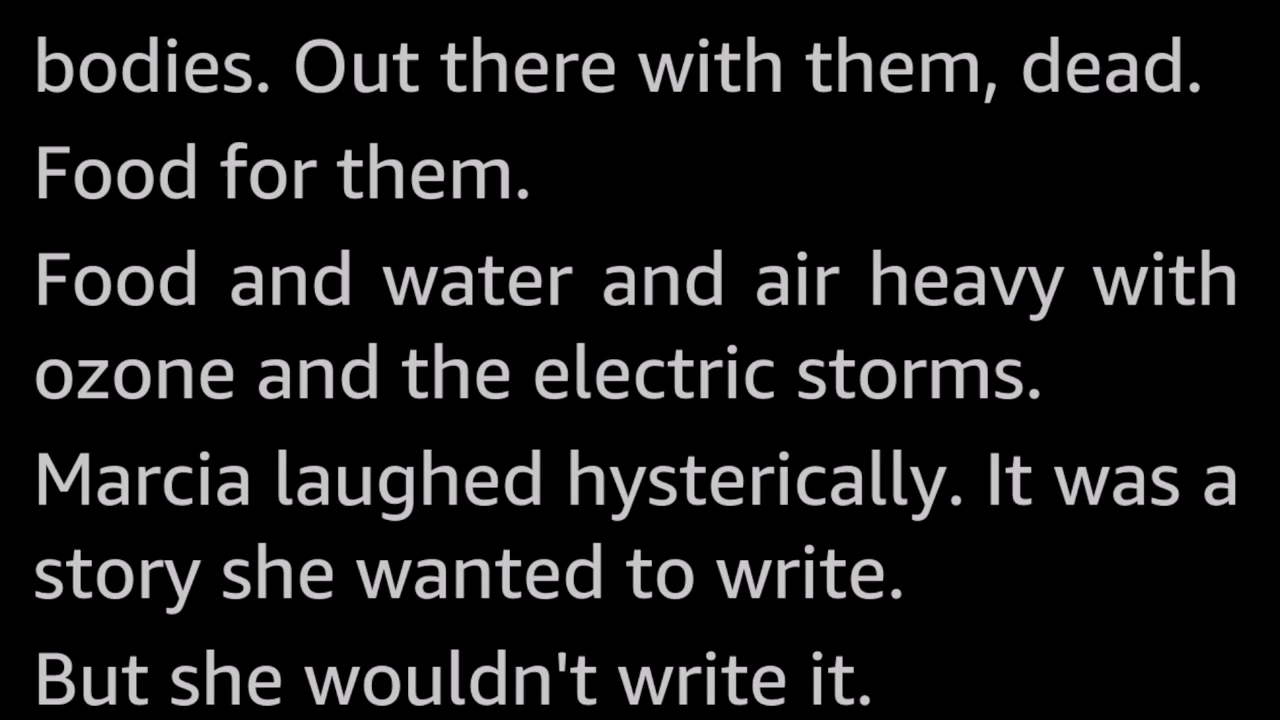 bodies. Out there with them, dead.
Food for them.
Food and water and air heavy with
ozone and the electric storms.
Marcia laughed hysterically. It was a
story she wanted to write.
But she wouldn't write it.